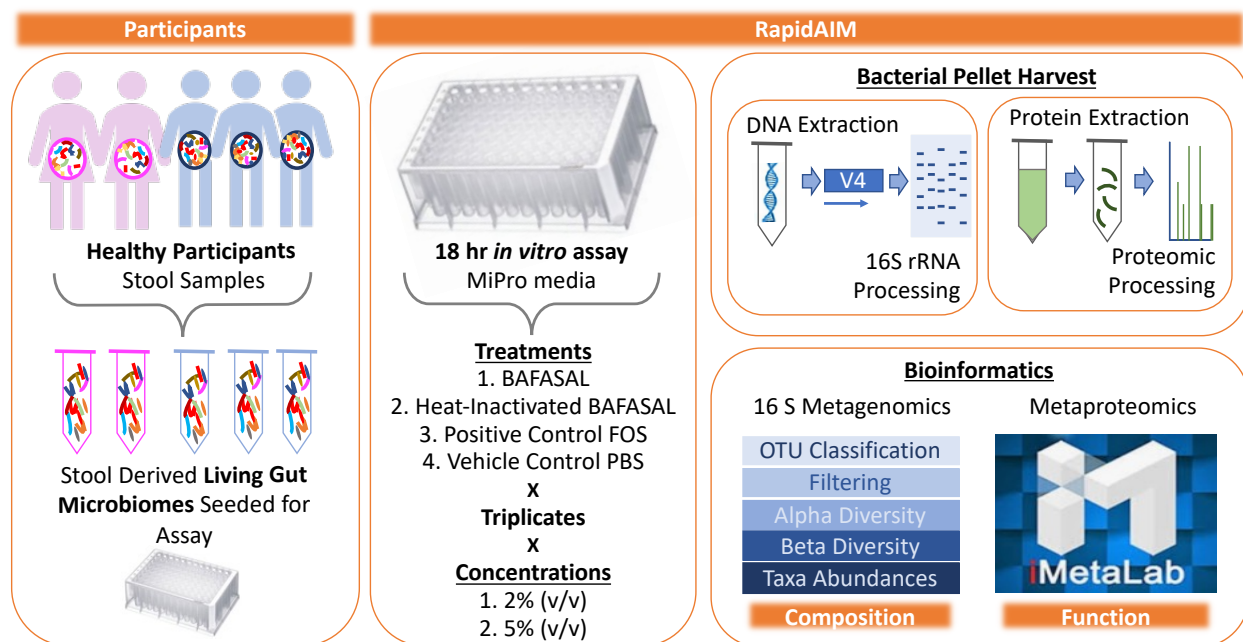 Participants
Healthy Participants
Stool Samples
Stool Derived Living Gut
Microbiomes Seeded for
Assay
RapidAIM
18 hr in vitro assay
MiPro media
Treatments
1. BAFASAL
2. Heat-Inactivated BAFASAL
3. Positive Control FOS
4. Vehicle Control PBS
X
Triplicates
X
Concentrations
1. 2% (v/v)
2. 5% (v/v)
Bacterial Pellet Harvest
DNA Extraction
V4
16S rRNA
Processing
Protein Extraction
Proteomic
Processing
Bioinformatics
16 S Metagenomics
OTU Classification
Filtering
Alpha Diversity
Beta Diversity
Taxa Abundances
Composition
Metaproteomics
iMetaLab
Function